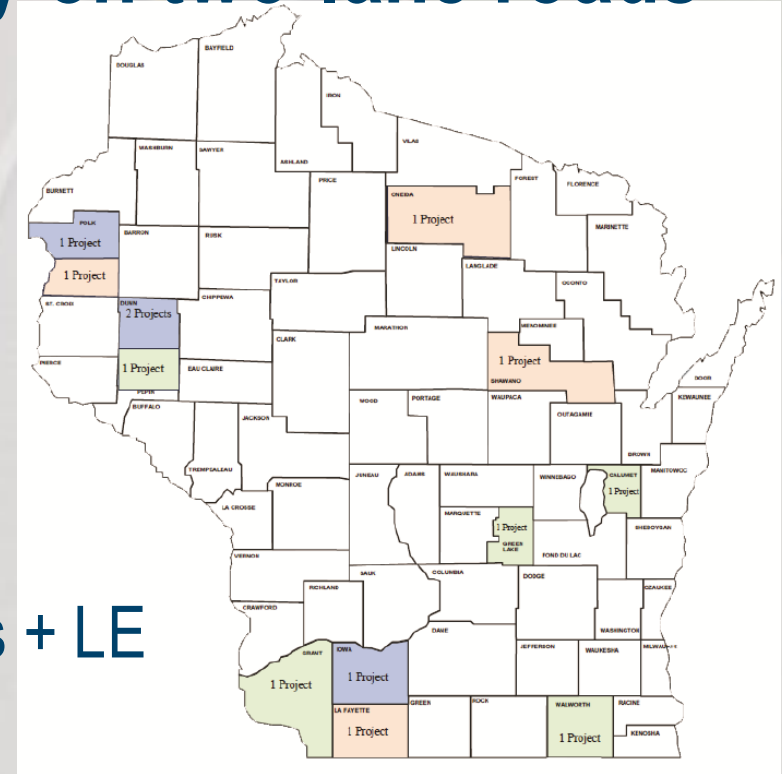 on two-lane roads
BAYFIELD
DOUGLAS
IRON
VILAS
WASHBURN
SAWYER
ASHLAND
PRICE
FOREST
FLORENCE
BURNETT
ONEIDA
1 Project
POLK
1 Project
BARRON
RUSK
LINCOLN
MARINETTE
LANGLADE
1 Project
TAYLOR
OCONTO
ST. CROIX
DUNN
2 Projects
CHIPPEWA
CLARK
MARATHON
MENOMINEE
1 Project
SHAWANO
PIERCE
1 Project
EAU CLAIRE
PEPIN
DOOR
BUFFALO
JACKSON
WOOD
PORTAGE
WAUPACA
OUTAGAMIE
KEWAUNEE
BROWN
TREMPEALEAU
MONROE
JUNEAU
ADAMS
WAUSHARA
WINNEBAGO
CALUMET
1 Project
MANITOWOC
LA CROSSE
MARQUETTE
1 Project
GREEN
LAKE
FOND DU LAC
SHEBOYGAN
VERNON
SAUK
COLUMBIA
DODGE
OZAUKEE
RICHLAND
CRAWFORD
DANE
WASHINGTON
s + LE
GRANT
1 Project
IOWA
1 Project
JEFFERSON
WAUKESHA
LA FAYETTE
1 Project
GREEN
ROCK
WALWORTH
1 Project
RACINE
KENOSHA